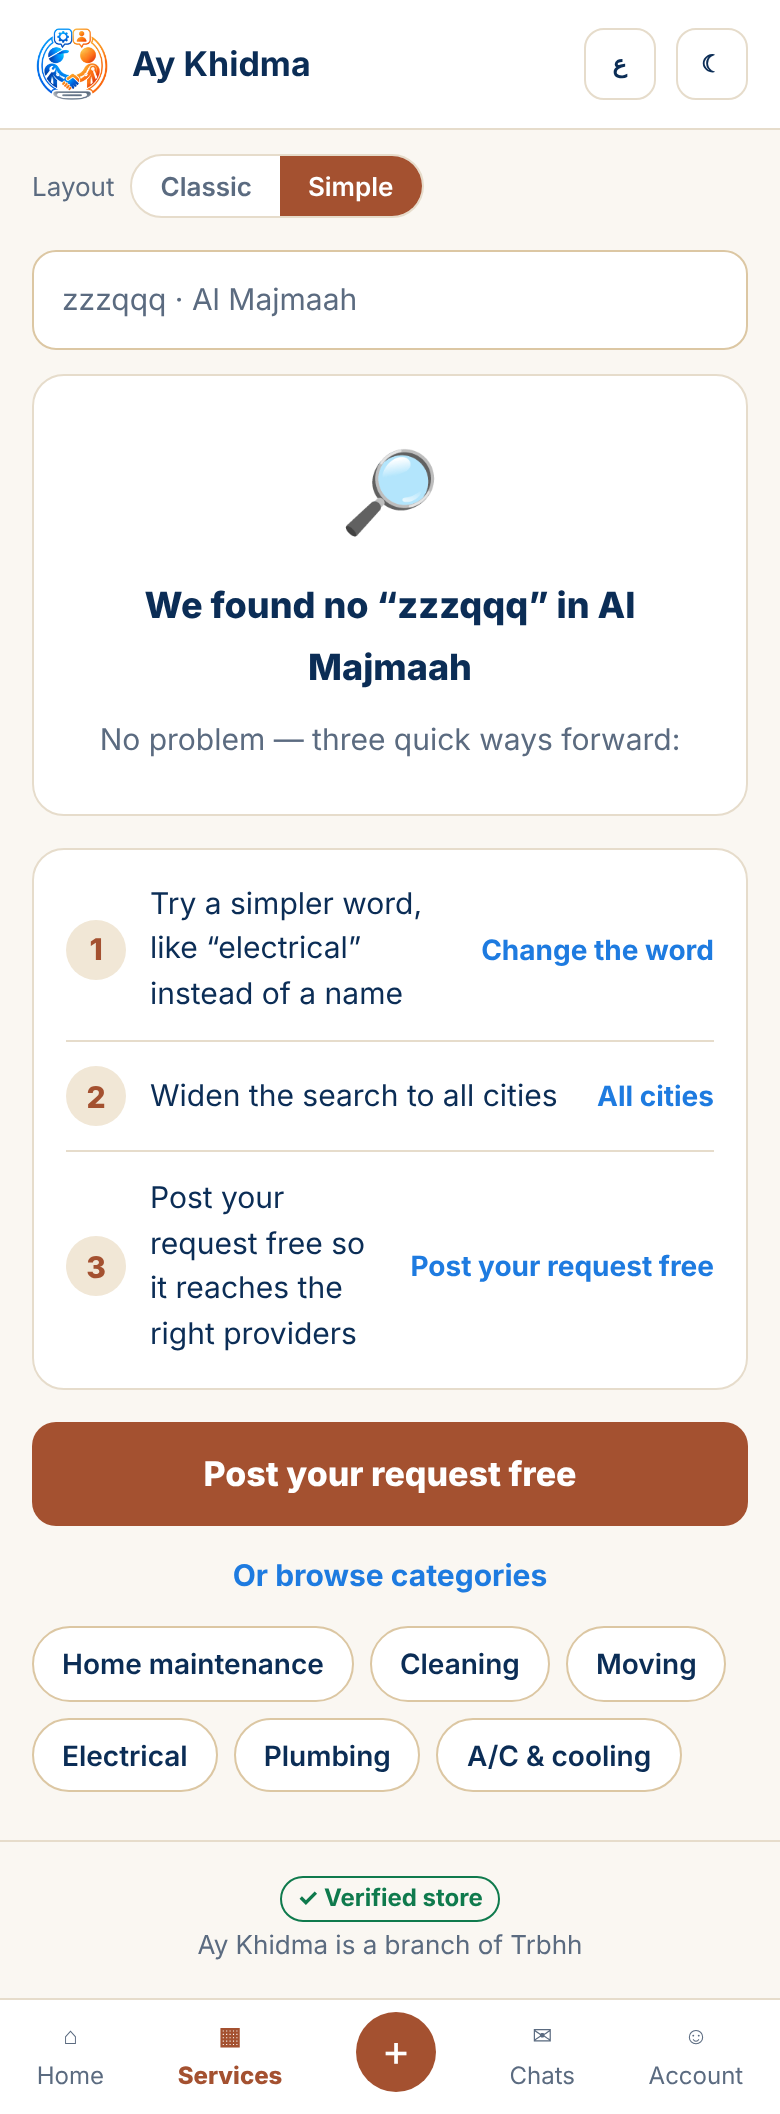 Ay Khidma
ع
Layout
Classic
Simple
zzzqqq · Al Majmaah
We found no “zzzqqq” in Al
Majmaah
No problem — three quick ways forward:
1
Try a simpler word,
like “electrical”
instead of a name
Change the word
2
Widen the search to all cities
All cities
3
Post your
request free so
it reaches the
right providers
Post your request free
Post your request free
Or browse categories
Home maintenance
Cleaning
Moving
Electrical
Plumbing
A/C & cooling
✓ Verified store
Ay Khidma is a branch of Trbhh
Home
Services
+
Chats
Account